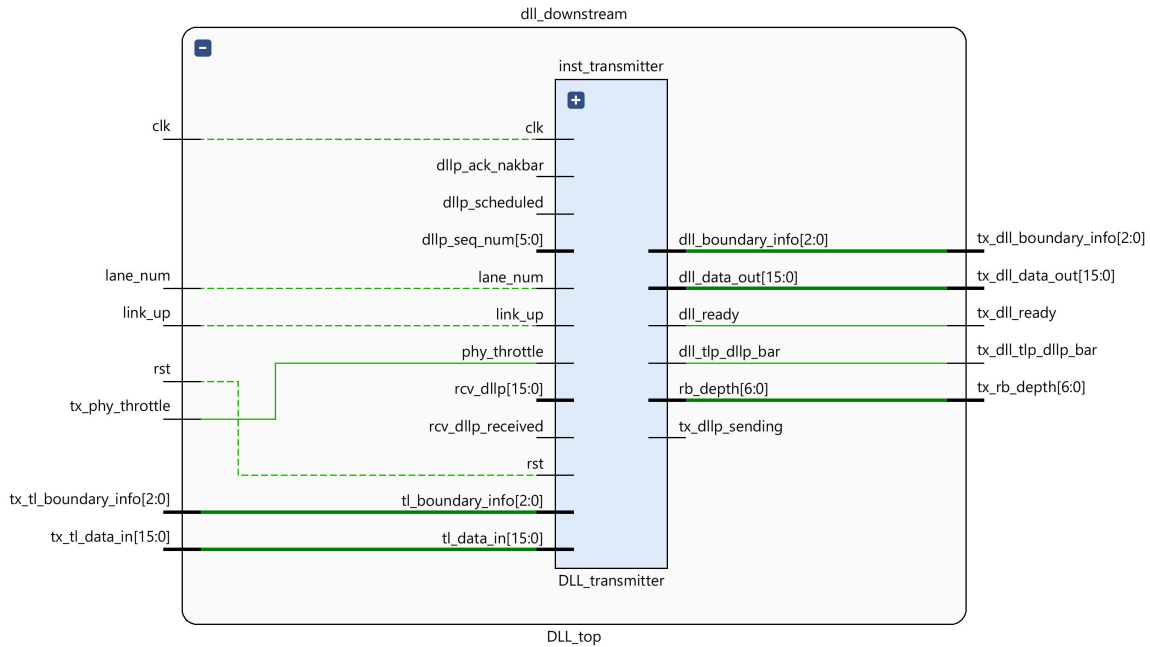 dll_downstream
inst_transmitter
clk
clk
dllp_ack_nakbar
dllp_scheduled
dllp_seq_num[5:0]
dll_boundary_info[2:0]
tx_dll_boundary_info[2:0]
lane_num
lane_num
dll_data_out[15:0]
tx_dll_data_out[15:0]
link_up
link_up
dll_ready
tx_dll_ready
phy_throttle
dll_tlp_dllp_bar
tx_dll_tlp_dllp_bar
rst
rcv_dllp[15:0]
rb_depth[6:0]
tx_rb_depth[6:0]
tx_phy_throttle
rcv_dllp_received
tx_dllp_sending
rst
tx_tl_boundary_info[2:0]
tl_boundary_info[2:0]
tx_tl_data_in[15:0]
tl_data_in[15:0]
DLL_transmitter
DLL_top